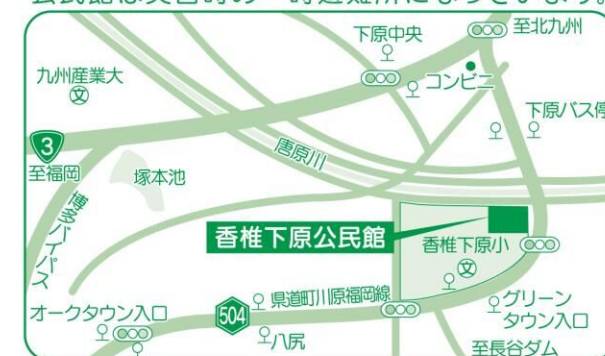 公民館は災害時の一時避難所になっています。
下原中央
至北九州
九州産業大
文
コンビニ
下原バス停
3
至福岡
唐原川
塚本池
博多バイパス
香椎下原公民館
香椎下原小
文
オークタウン入口
504
県道町川原福岡線
グリーン
タウン入口
八尻
至長谷ダム